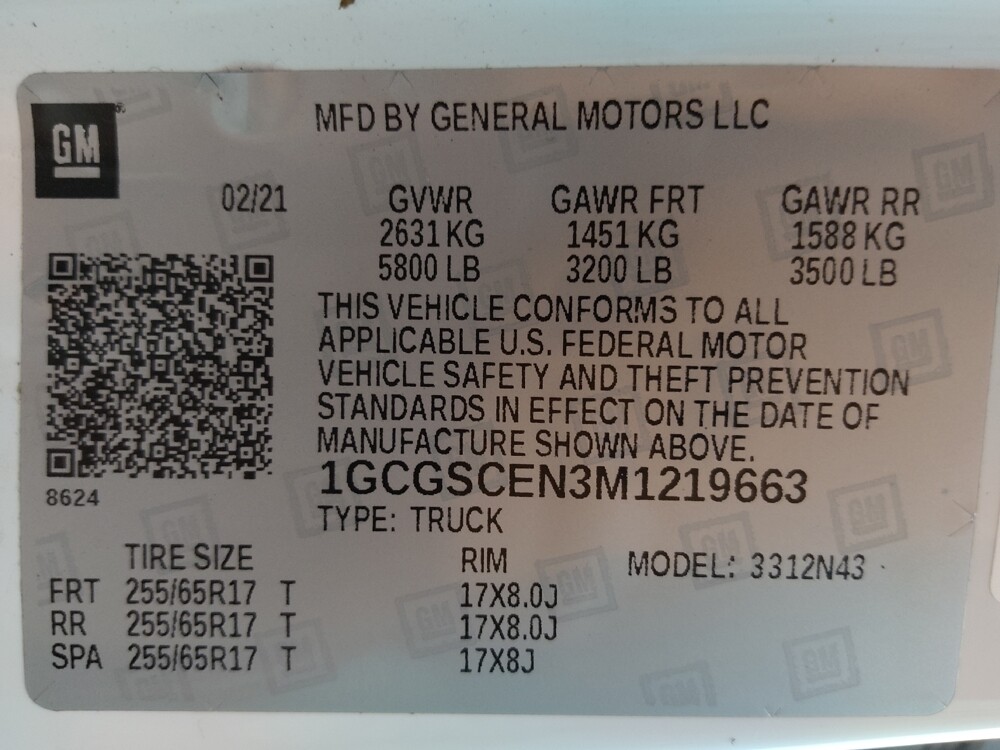 GM
MFD BY GENERAL MOTORS LLC
02/21 GVWR GAWR FRT GAWR RR
2631 KG 1451 KG 1588 KG
5800 LB 3200 LB 3500 LB
THIS VEHICLE CONFORMS TO ALL
APPLICABLE U.S. FEDERAL MOTOR
VEHICLE SAFETY AND THEFT PREVENTION
STANDARDS IN EFFECT ON THE DATE OF
MANUFACTURE SHOWN ABOVE.
8624
1GCGSCEN3M1219663
TYPE: TRUCK
TIRE SIZE RIM MODEL: 3312N43
FRT 255/65R17 T 17X8.0J
RR 255/65R17 T 17X8.0J
SPA 255/65R17 T 17X8J